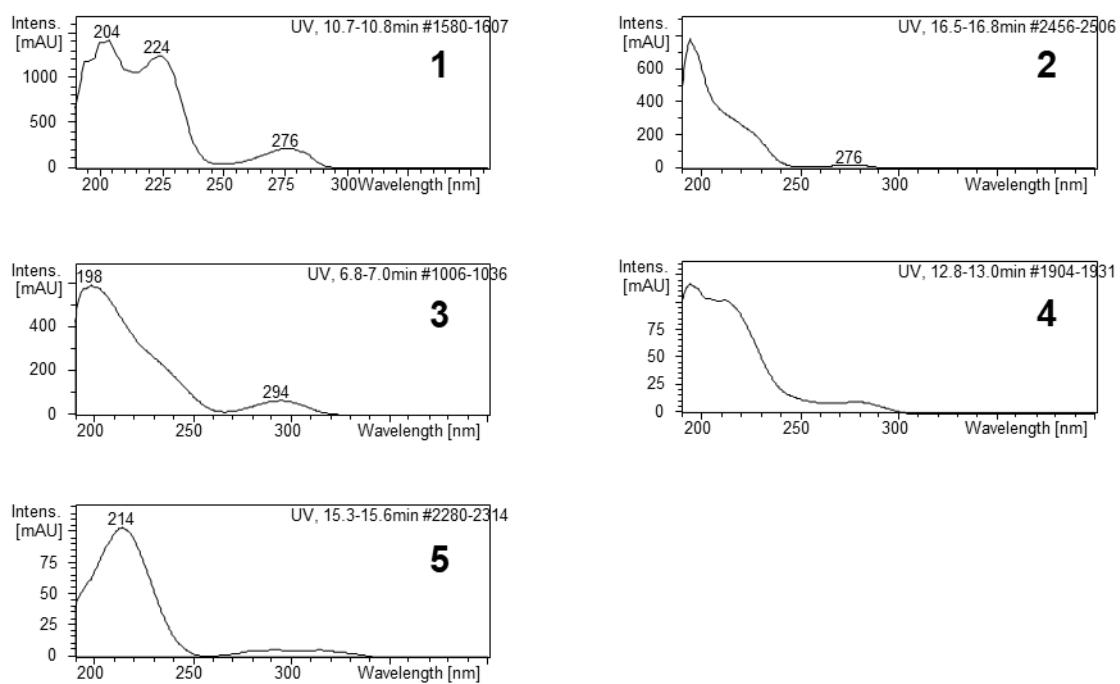 Intens.
[mAU]
UV, 10.7-10.8min #1580-1607
204
224
276
1
1000
500
0
200 225 250 275 300 Wavelength [nm]
Intens.
[mAU]
UV, 16.5-16.8min #2456-2506
276
2
600
400
200
0
200 250 300 Wavelength [nm]
Intens.
[mAU]
UV, 6.8-7.0min #1006-1036
198
294
3
400
200
0
200 250 300 Wavelength [nm]
Intens.
[mAU]
UV, 12.8-13.0min #1904-1931
4
75
50
25
0
200 250 300 Wavelength [nm]
Intens.
[mAU]
UV, 15.3-15.6min #2280-2314
214
5
75
50
25
0
200 250 300 Wavelength [nm]